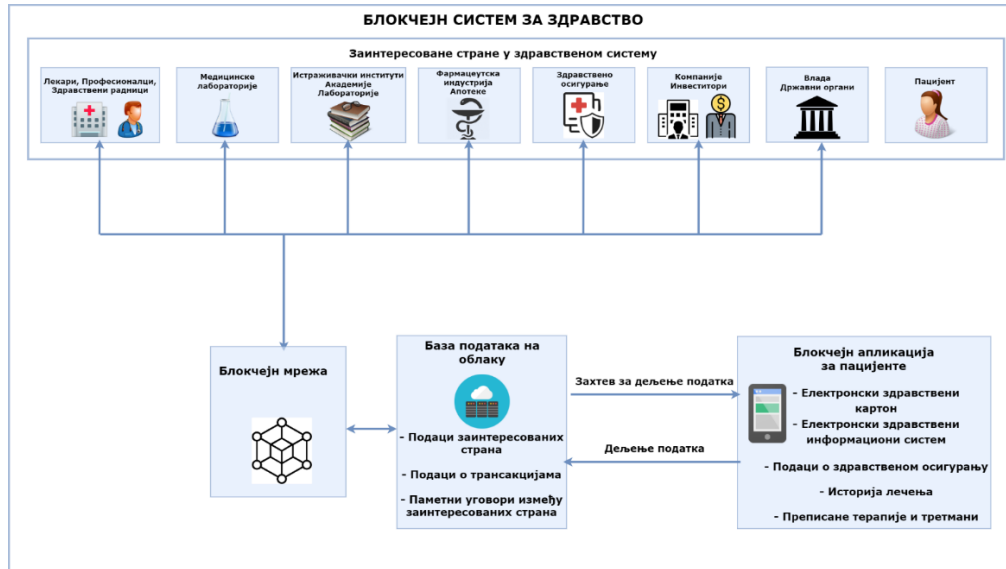 БЛОКЧЕЈН СИСТЕМ ЗА ЗДРАВСТВО
Заинтересоване стране у здравственом систему
Лекари, Професионалци,
Здравствени радници
Медицинске
лабораторије
Истраживачки институти
Академије
Лабораторије
Фармацеутска
индустрија
Апотеке
Здравствено
осигурање
Компаније
Инвеститори
Влада
Државни органи
Пацијент
Блокчејн мрежа
База података на
облаку
- Подаци заинтересованих
страна
- Подаци о трансакцијама
- Паметни уговори између
заинтересованих страна
Захтев за дељење податка
Дељење податка
Блокчејн апликација
за пацијенте
- Електронски здравствени
картон
- Електронски здравствени
информациони систем
- Подаци о здравственом осигурању
- Историја лечења
- Преписане терапије и третмани